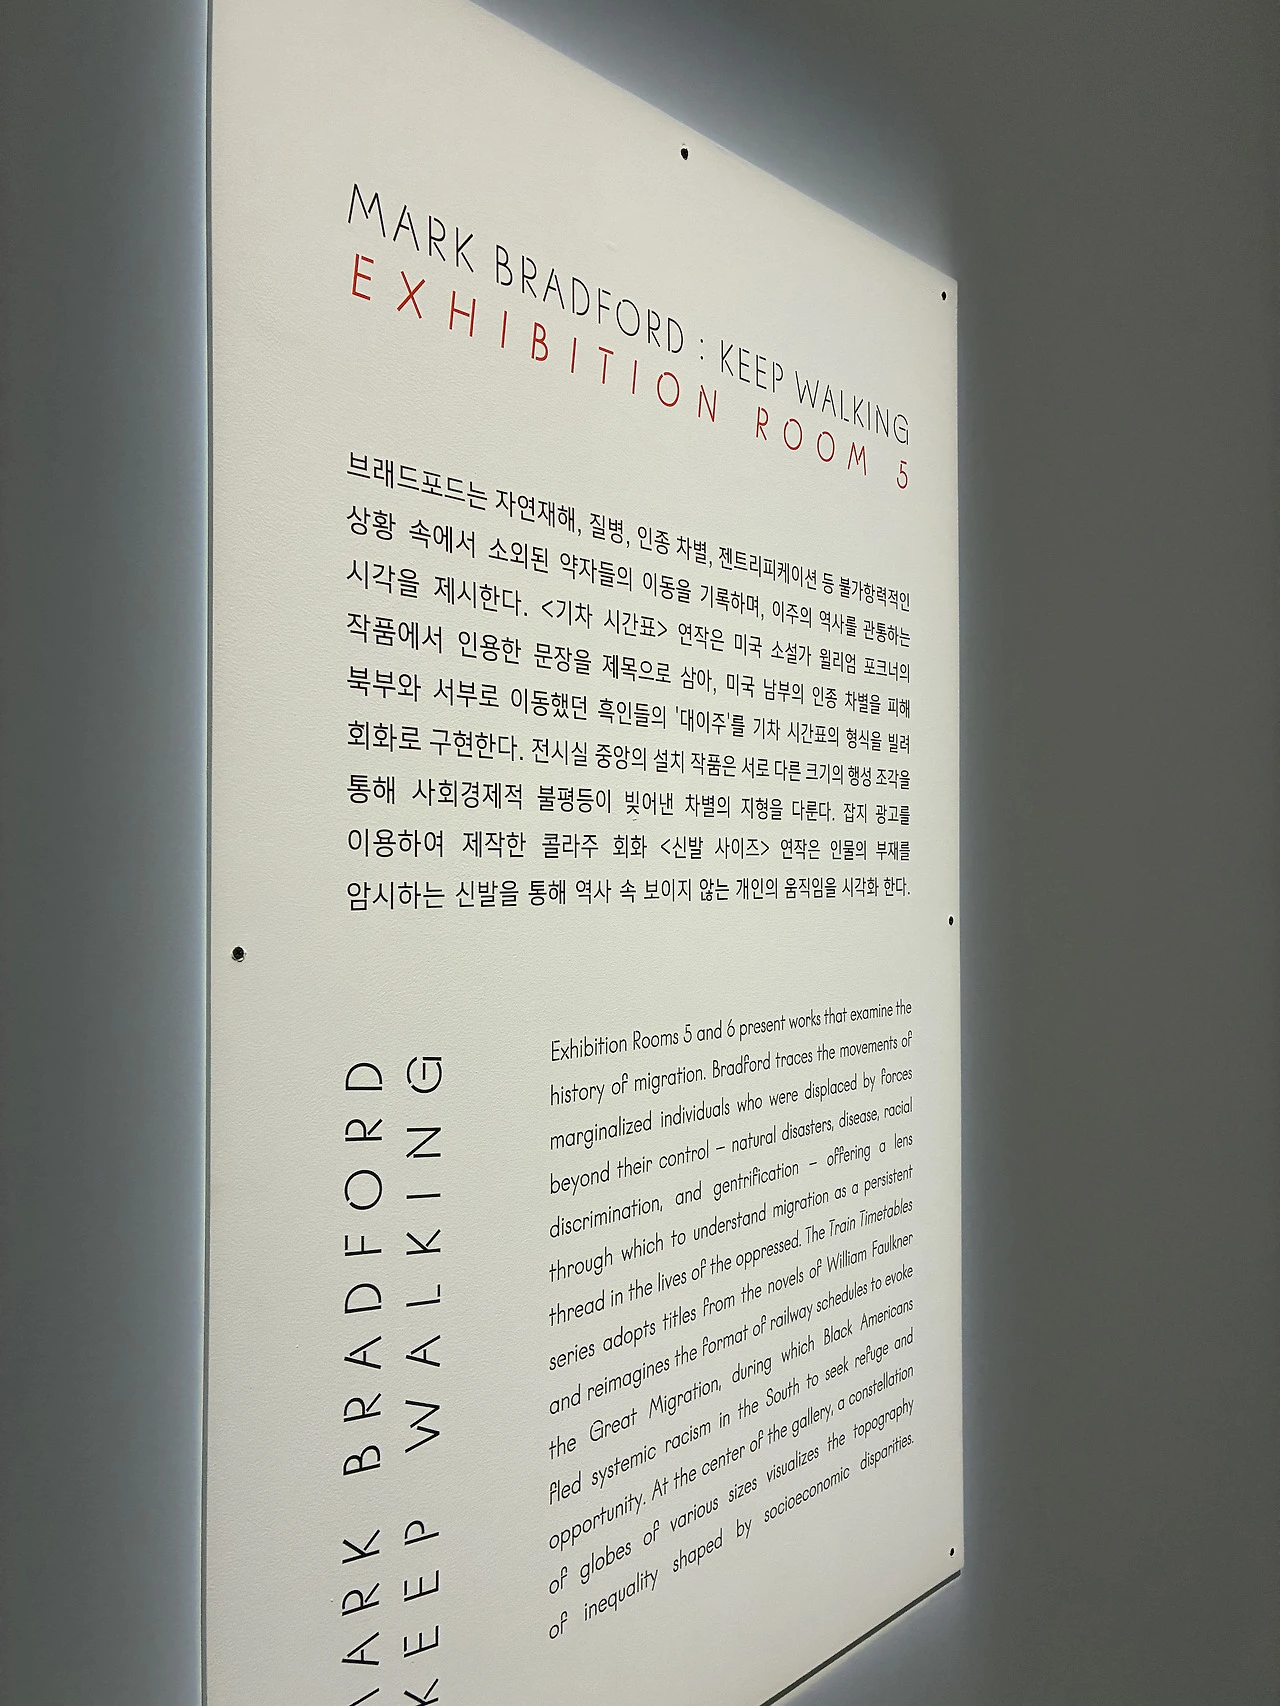 MARK BRADFORD : KEEP WALKING
EXHIBITION ROOM 5
브래드포드는 자연재해, 질병, 인종 차별, 젠트리피케이션 등 불가항력적인
상황 속에서 소외된 약자들의 이동을 기록하며, 이주의 역사를 관통하는
시각을 제시한다. <기차 시간표> 연작은 미국 소설가 윌리엄 포크너의
작품에서 인용한 문장을 제목으로 삼아, 미국 남부의 인종 차별을 피해
북부와 서부로 이동했던 흑인들의 '대이주'를 기차 시간표의 형식을 빌려
회화로 구현한다. 전시실 중앙의 설치 작품은 서로 다른 크기의 행성 조각을
통해 사회경제적 불평등이 빚어낸 차별의 지형을 다룬다. 잡지 광고를
이용하여 제작한 콜라주 회화 <신발 사이즈> 연작은 인물의 부재를
암시하는 신발을 통해 역사 속 보이지 않는 개인의 움직임을 시각화 한다.
Exhibition Rooms 5 and 6 present works that examine the
history of migration. Bradford traces the movements of
marginalized individuals who were displaced by forces
beyond their control – natural disasters, disease, racial
discrimination, and gentrification – offering a lens
through which to understand migration as a persistent
thread in the lives of the oppressed. The Train Timetables
series adopts titles from the novels of William Faulkner
and reimagines the format of railway schedules to evoke
the Great Migration, during which Black Americans
fled systemic racism in the South to seek refuge and
opportunity. At the center of the gallery, a constellation
of globes of various sizes visualizes the topography
of inequality shaped by socioeconomic disparities.
ARK BRADFORD
KEEP WALKING